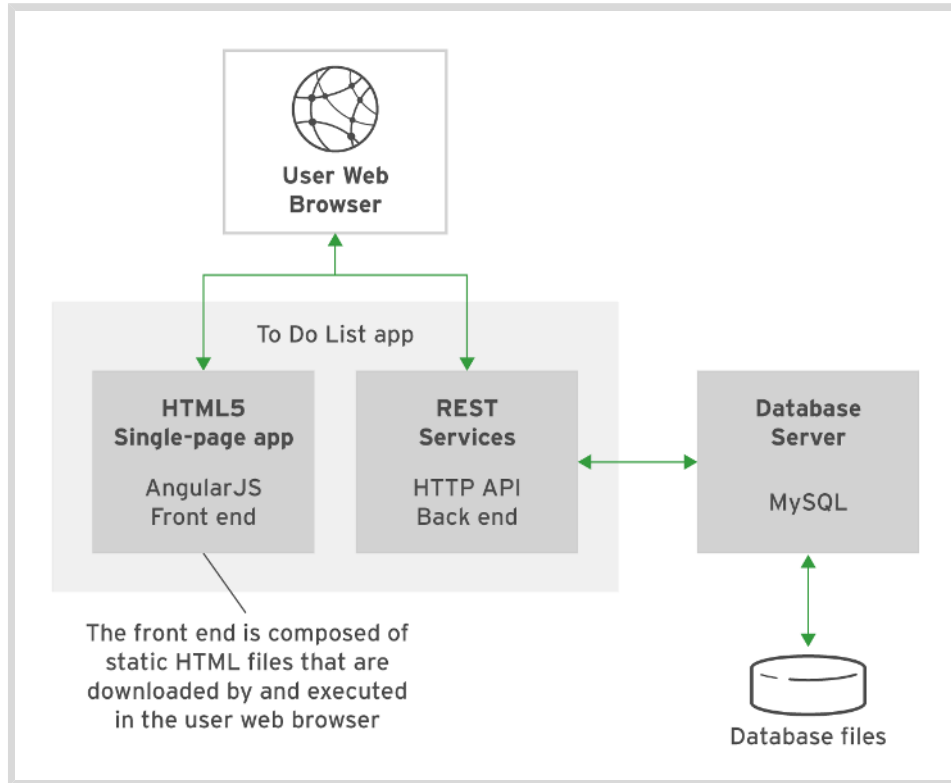 User Web
Browser
To Do List app
HTML5
Single-page app
AngularJS
Front end
REST
Services
HTTP API
Back end
Database
Server
MySQL
The front end is composed of
static HTML files that are
downloaded by and executed
in the user web browser
Database files